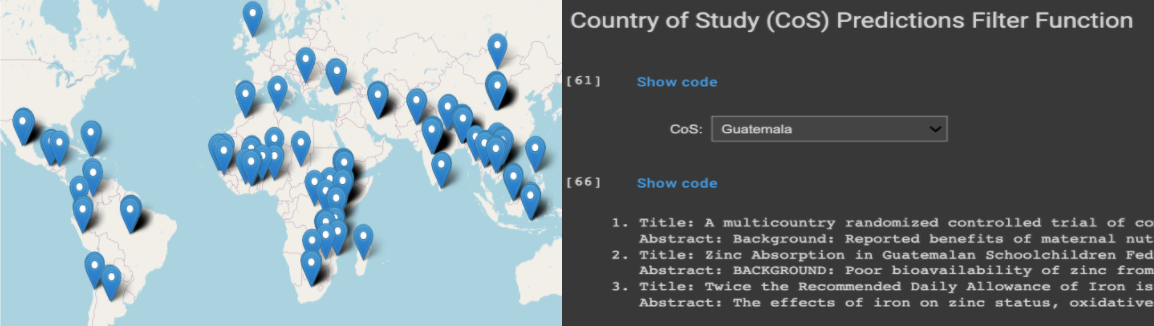 Country of Study (CoS) Predictions Filter Function
[61] Show code
CoS: Guatemala
[66] Show code
1. Title: A multicountry randomized controlled trial of co
Abstract: Background: Reported benefits of maternal nut
2. Title: Zinc Absorption in Guatemalan Schoolchildren Fed
Abstract: BACKGROUND: Poor bioavailability of zinc from
3. Title: Twice the Recommended Daily Allowance of Iron is
Abstract: The effects of iron on zinc status, oxidative